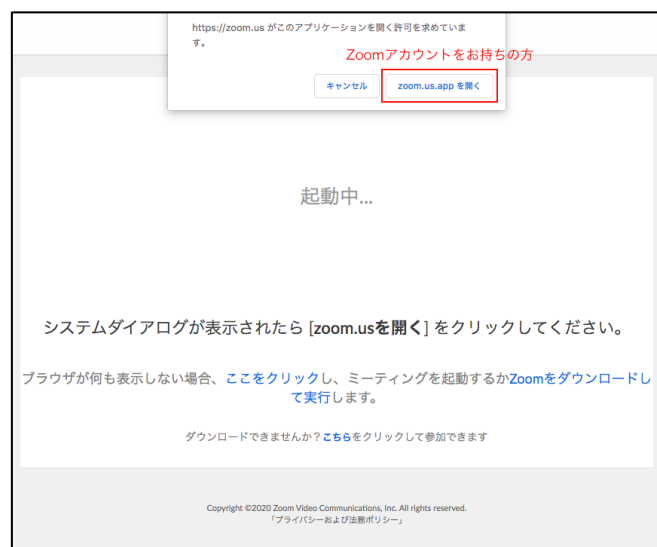 https://zoom.us がこのアプリケーションを開く許可を求めていま
す。
Zoomアカウントをお持ちの方
キャンセル
zoom.us.app を開く
起動中...
システムダイアログが表示されたら [zoom.usを開く] をクリックしてください。
ブラウザが何も表示しない場合、ここをクリックし、ミーティングを起動するかZoomをダウンロードし
て実行します。
ダウンロードできませんか？こちらをクリックして参加できます
Copyright ©2020 Zoom Video Communications, Inc. All rights reserved.
「プライバシーおよび法務ポリシー」